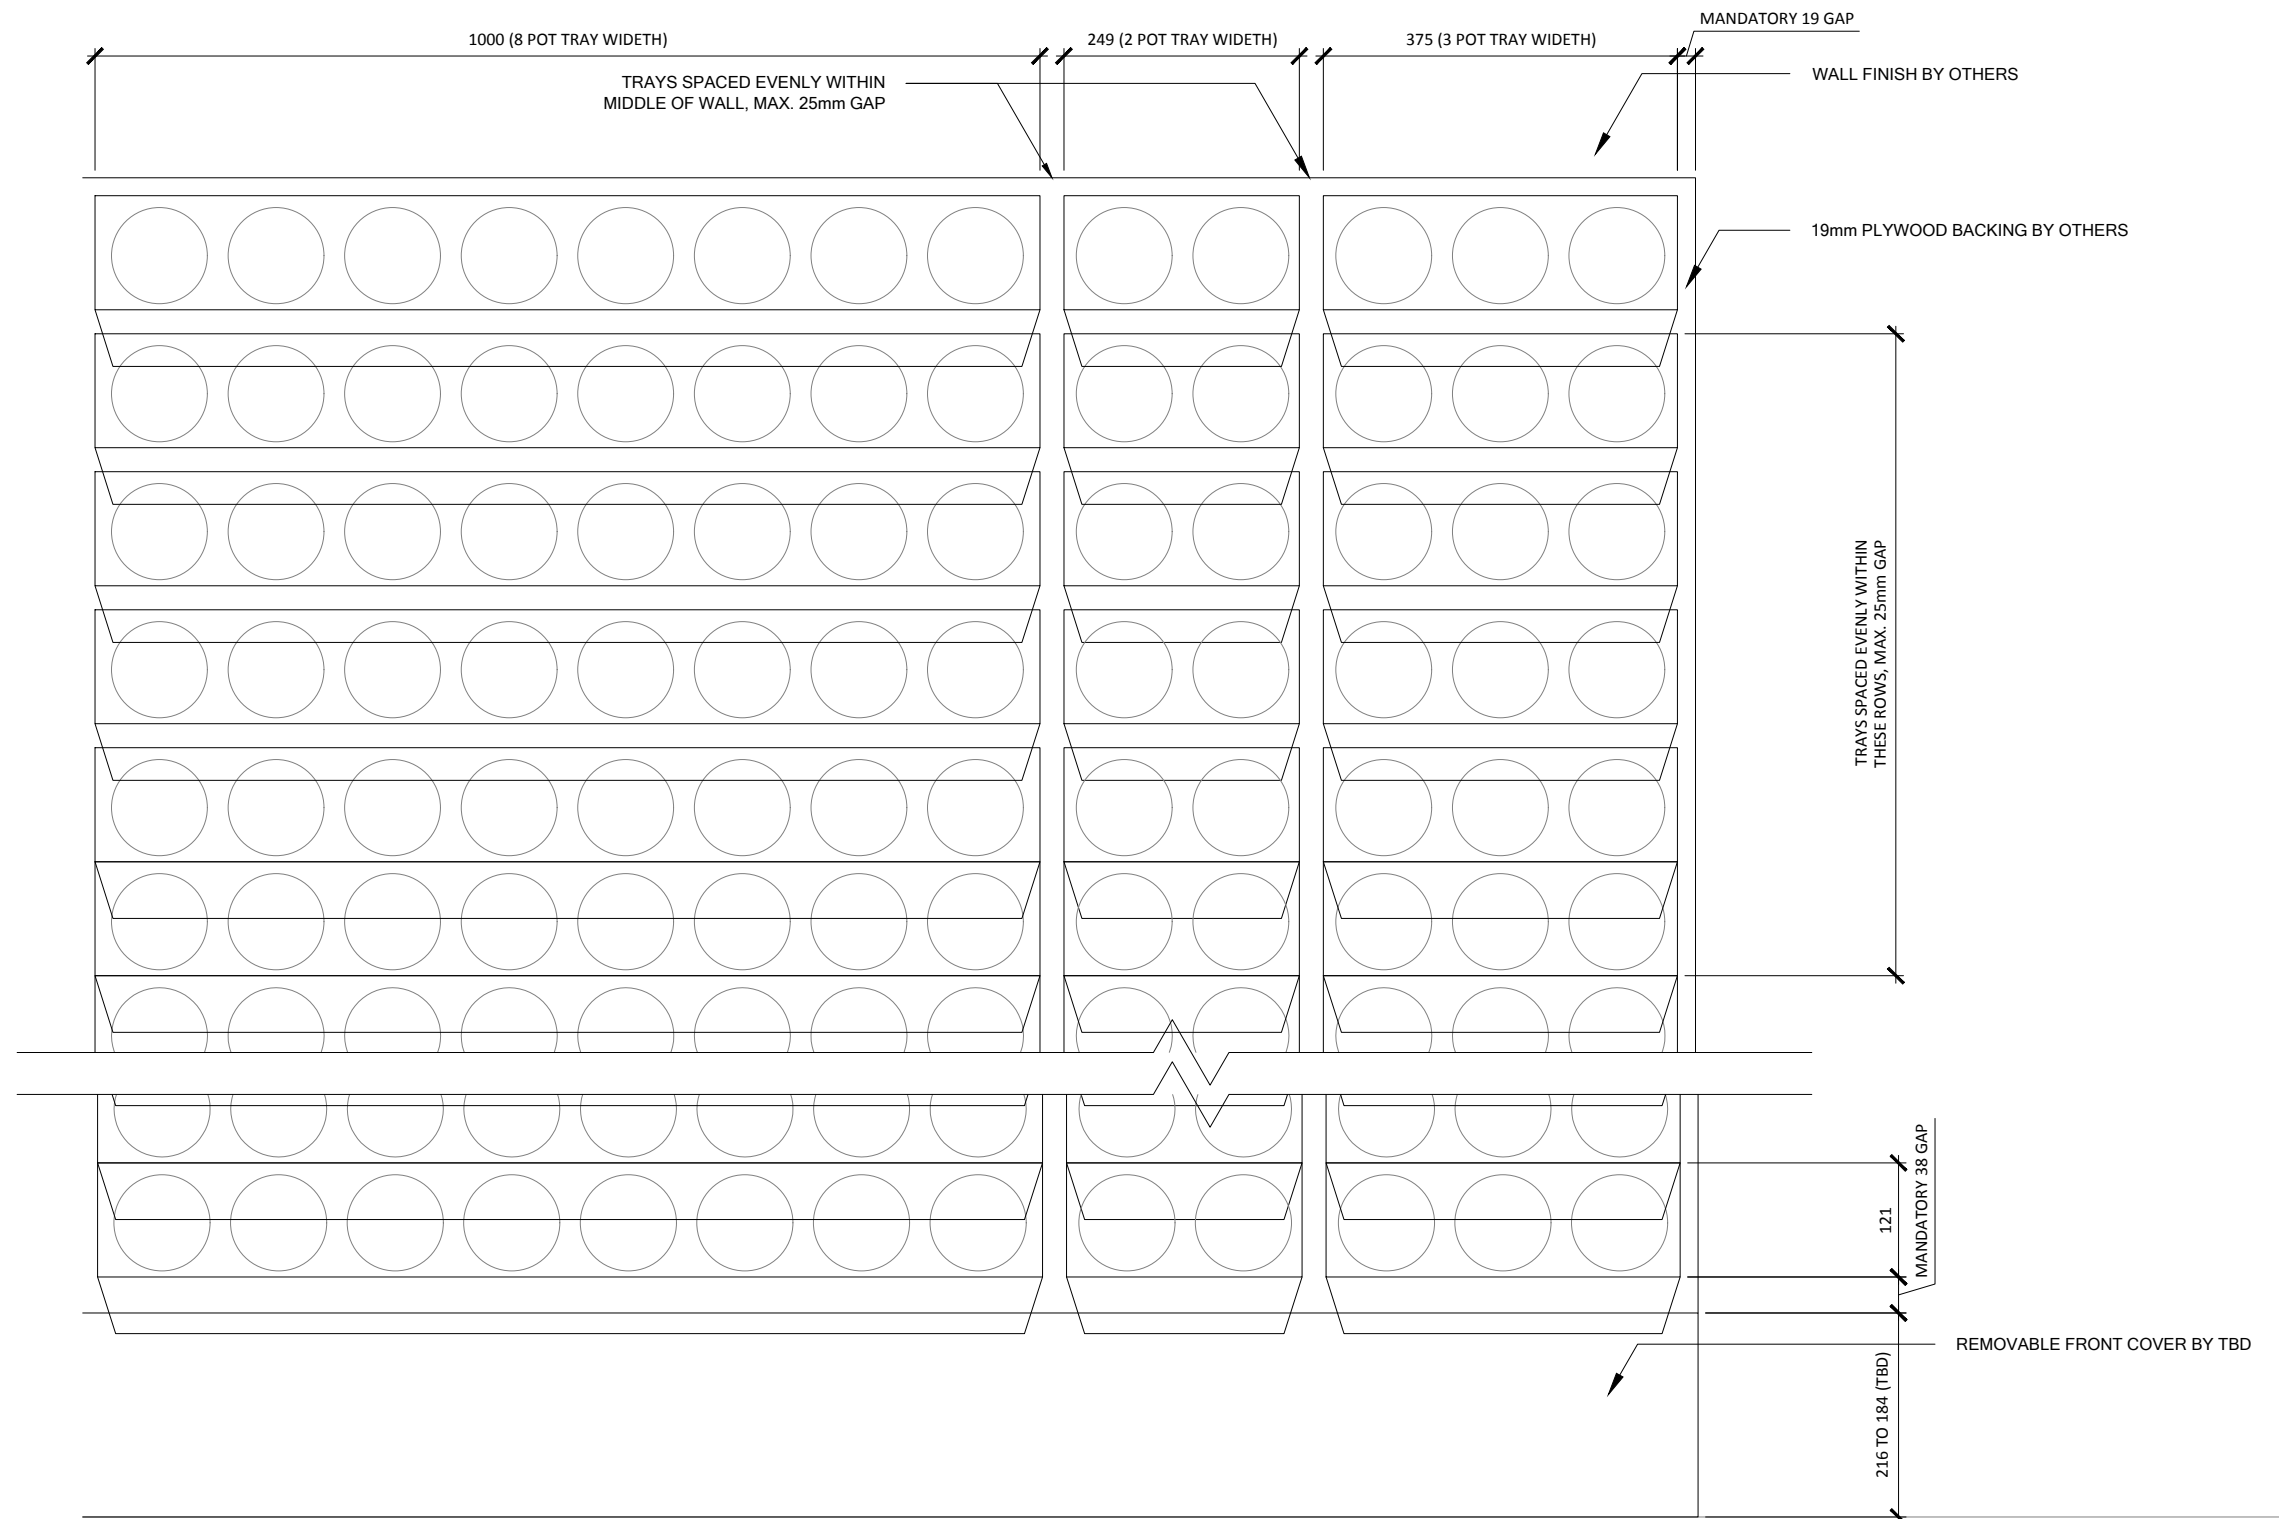 MANDATORY 19 GAP
1000 (8 POT TRAY WIDETH)
249 (2 POT TRAY WIDETH)
375 (3 POT TRAY WIDETH)
TRAYS SPACED EVENLY WITHIN
MIDDLE OF WALL, MAX. 25mm GAP
WALL FINISH BY OTHERS
19mm PLYWOOD BACKING BY OTHERS
TRAYS SPACED EVENLY WITHIN
THESE ROWS, MAX. 25mm GAP
121
MANDATORY 38 GAP
REMOVABLE FRONT COVER BY TBD
216 TO 184 (TBD)